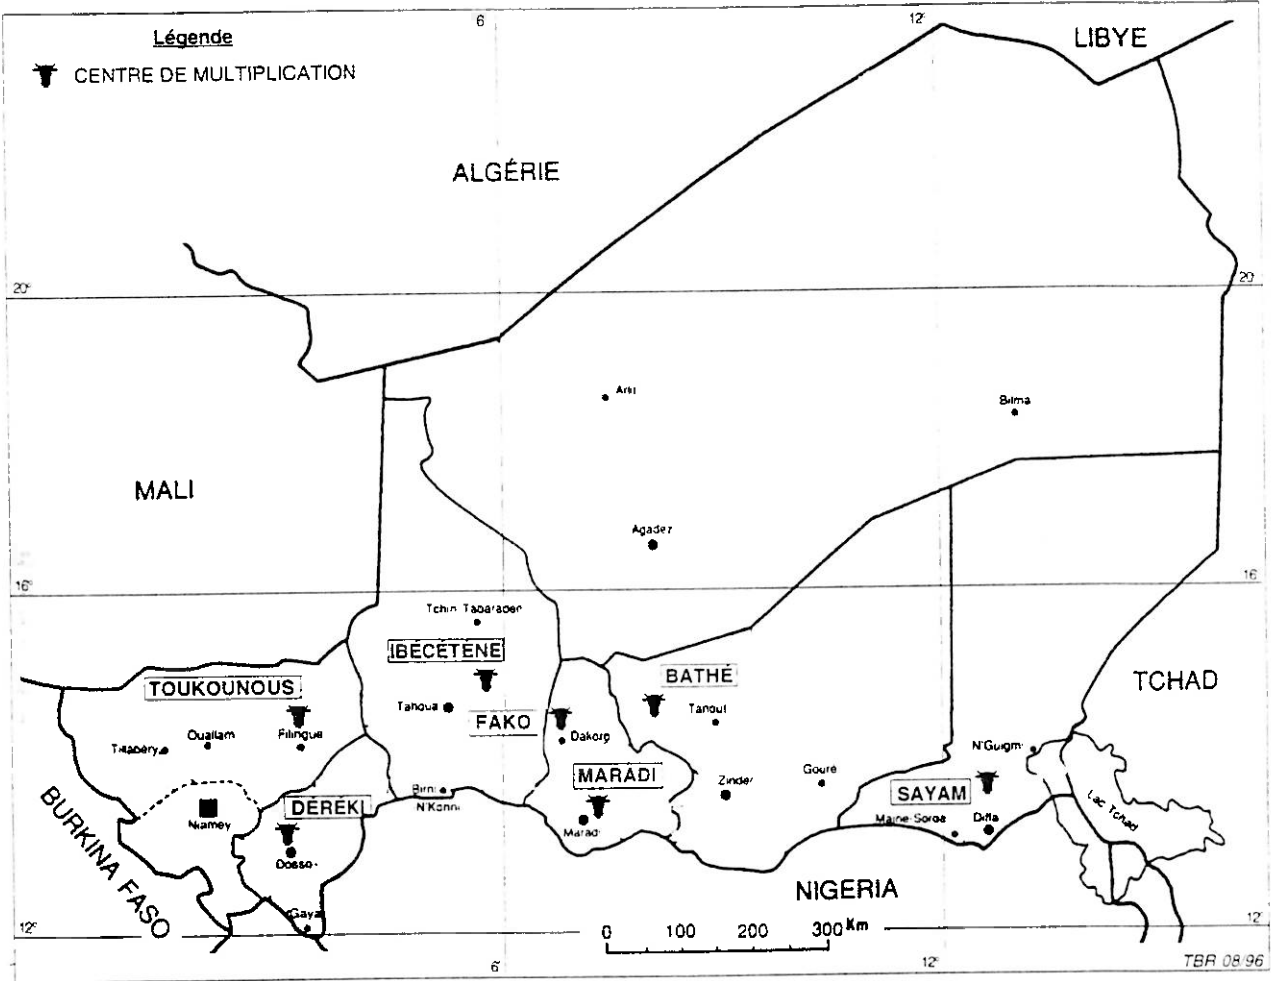 6°
12°
Légende
CENTRE DE MULTIPLICATION
LIBYE
ALGÉRIE
20°
20°
Arlit
Bilma
MALI
Agadez
16°
16°
Tchin Tabaraden
IBECETENE
BATHÉ
TCHAD
TOUKOUNOUS
Tahoua
FAKO
Tanout
Tillabéry
Ouallam
Filingué
Dakoro
N'Guigmi
MARADI
Zinder
Gouré
BURKINA FASO
Niamey
DÉRÉKI
Birni
N'Konni
SAYAM
Lac Tchad
Maradi
Maine-Soroa
Diffa
Dosso
NIGERIA
Gaya
12°
12°
0 100 200 300 Km
6°
12°
TBR 08/96